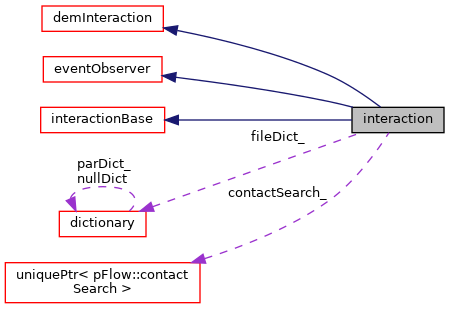 demInteraction
eventObserver
interactionBase
interaction
fileDict_
parDict_
nullDict
contactSearch_
dictionary
uniquePtr< pFlow::contact
Search >